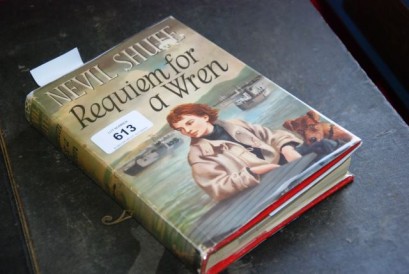 NEVIL SHUTE
Requiem for
a Wren
613